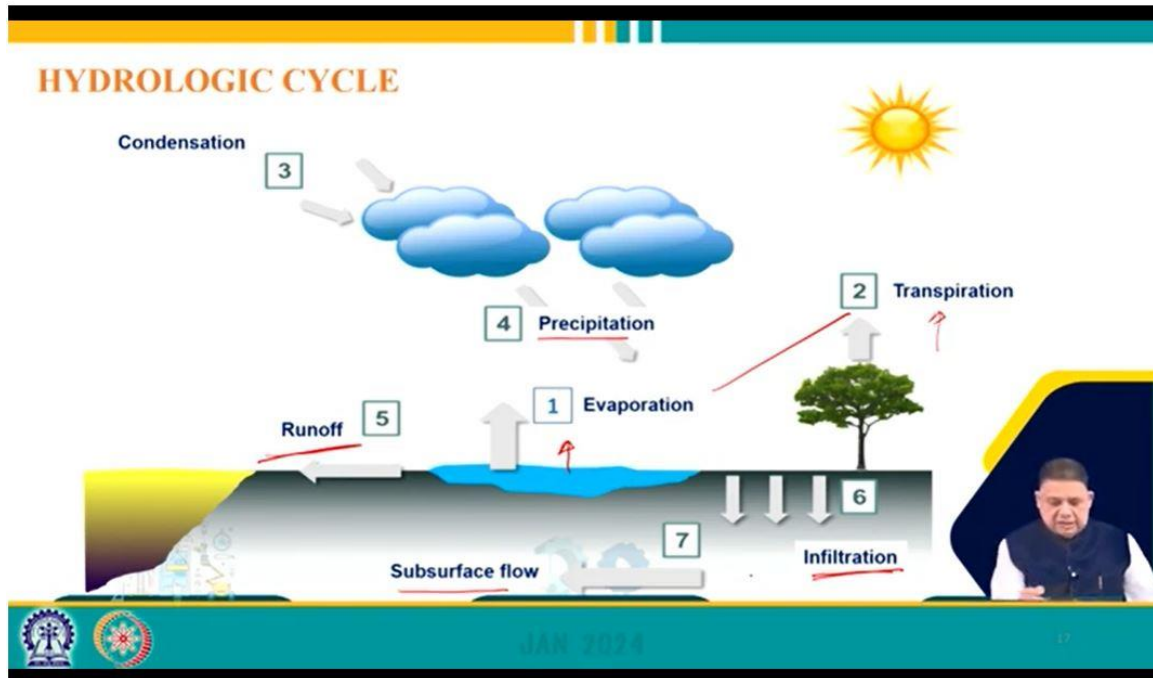 HYDROLOGIC CYCLE
Condensation
3
2 Transpiration
4 Precipitation
1 Evaporation
Runoff 5
6
7
Infiltration
Subsurface flow
JAN 2024
17